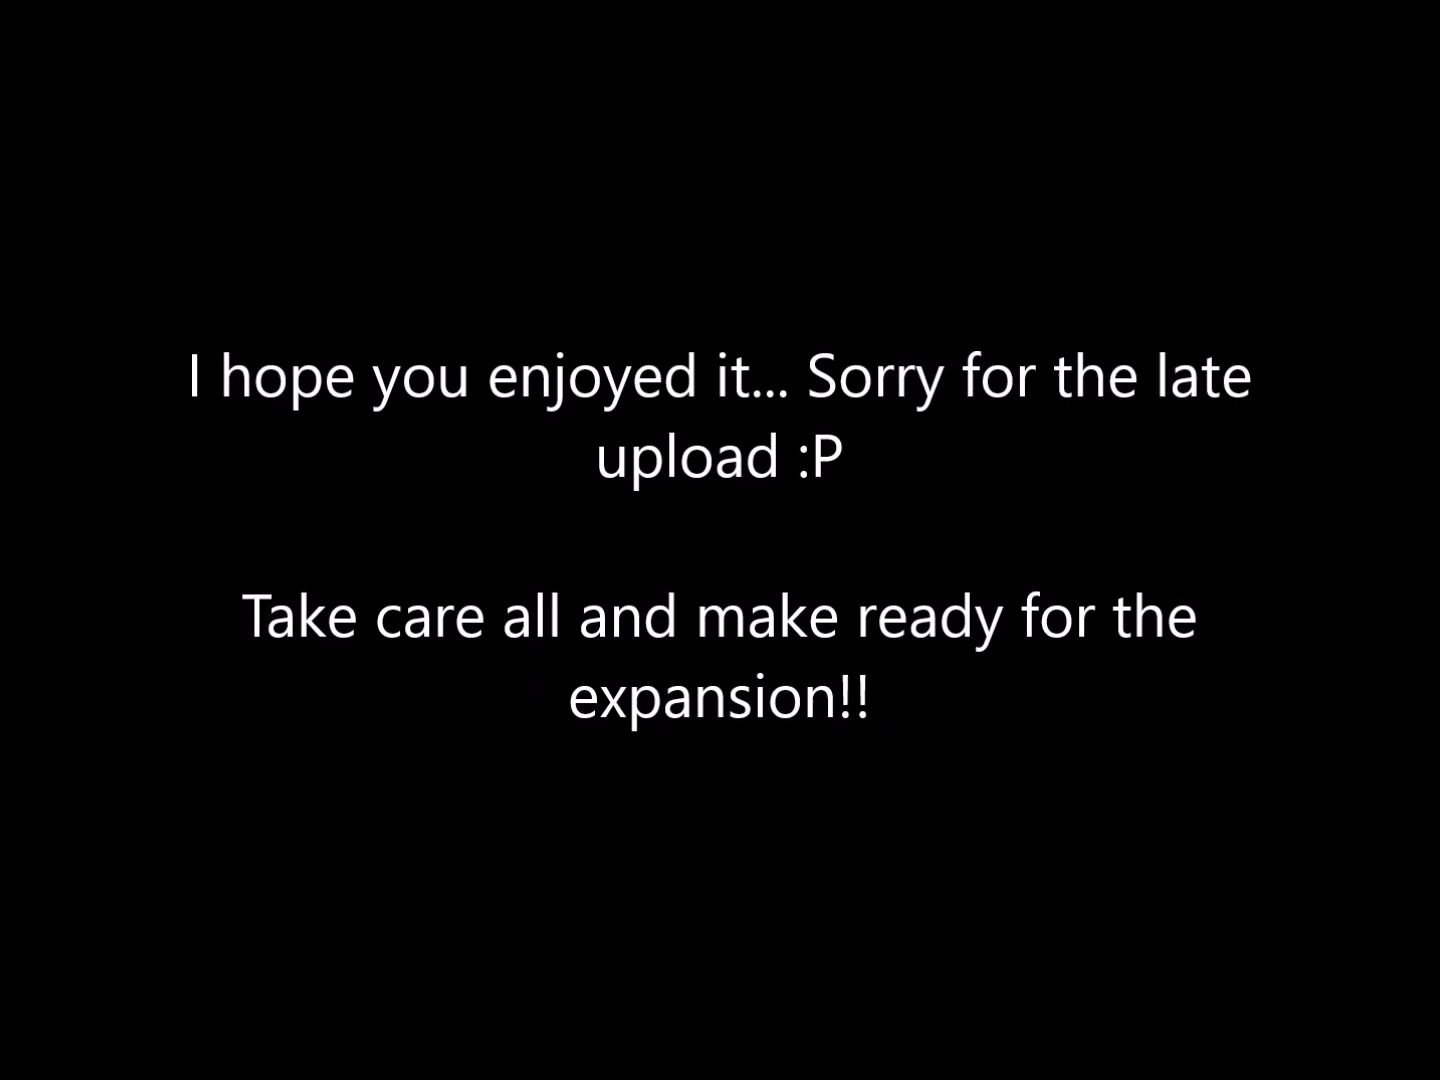 I hope you enjoyed it... Sorry for the late
upload :P
Take care all and make ready for the
expansion!!